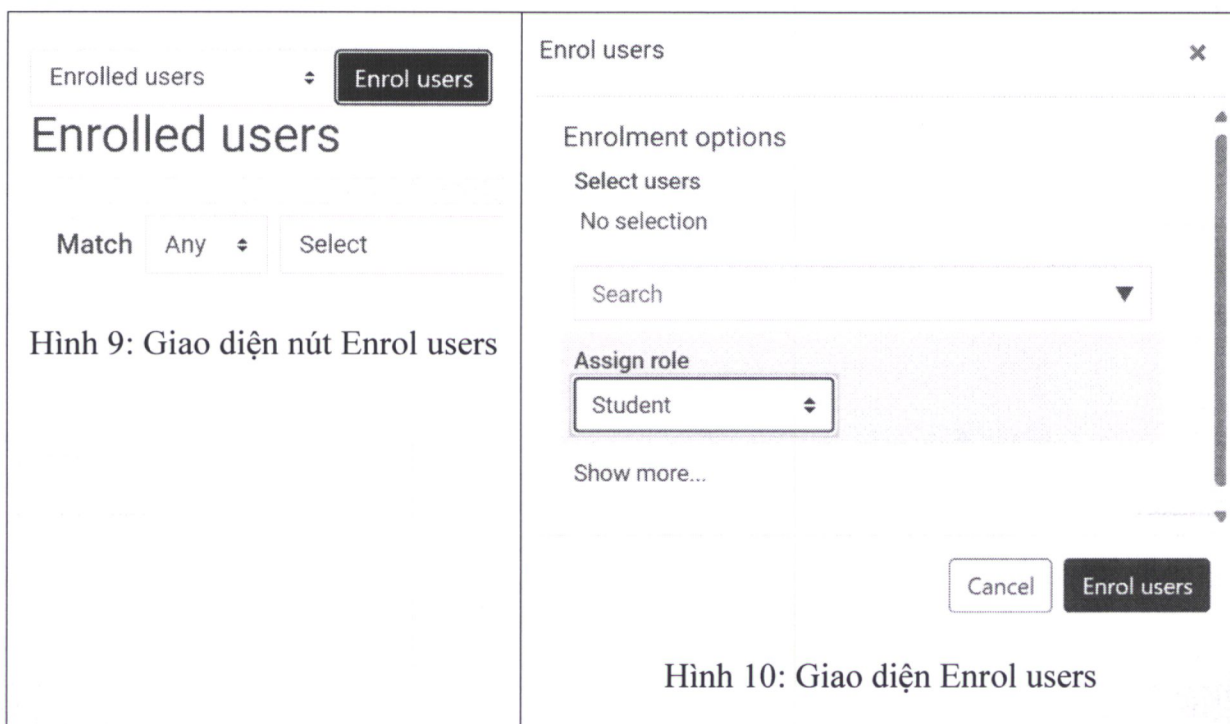 Enrolled users
Enrol users
Enrolled users
Match Any Select
Hình 9: Giao diện nút Enrol users
Enrol users
Enrolment options
Select users
No selection
Search
Assign role
Student
Show more...
Cancel Enrol users
Hình 10: Giao diện Enrol users